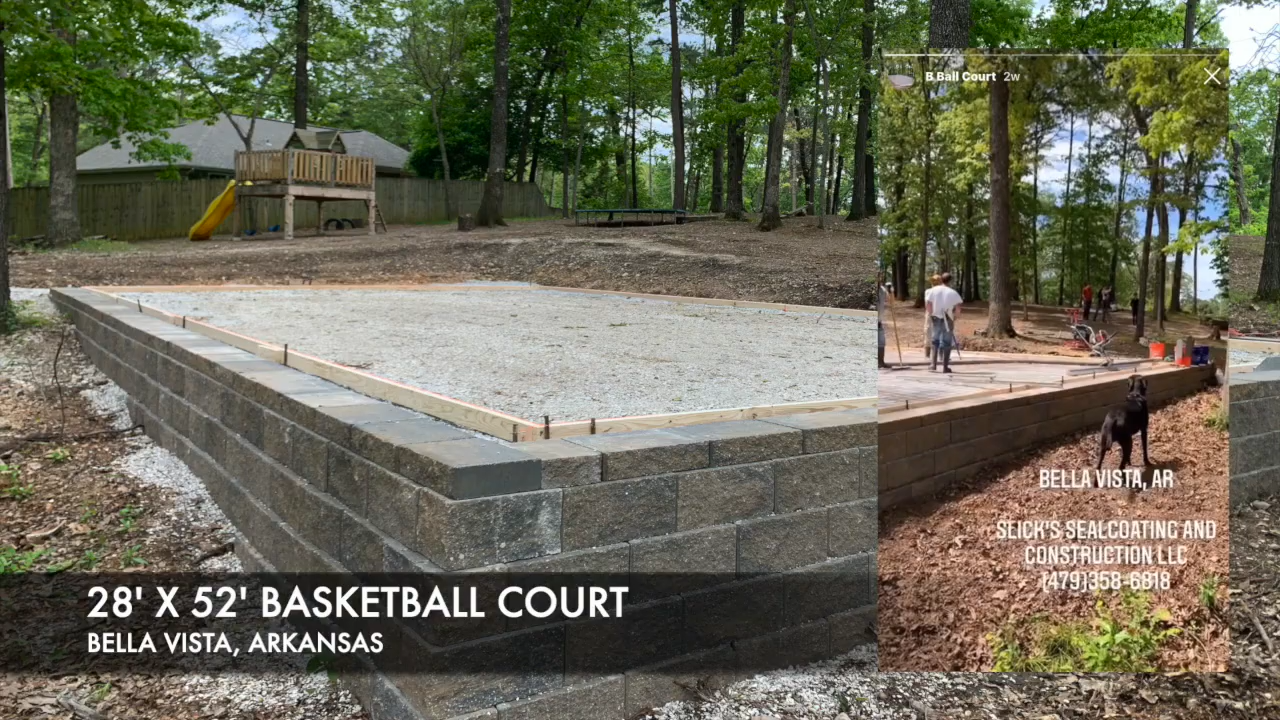 B Ball Court 2w
BELLA VISTA, AR
SLICK'S SEALCOATING AND
CONSTRUCTION LLC
(479)358-6818
28' X 52' BASKETBALL COURT
BELLA VISTA, ARKANSAS